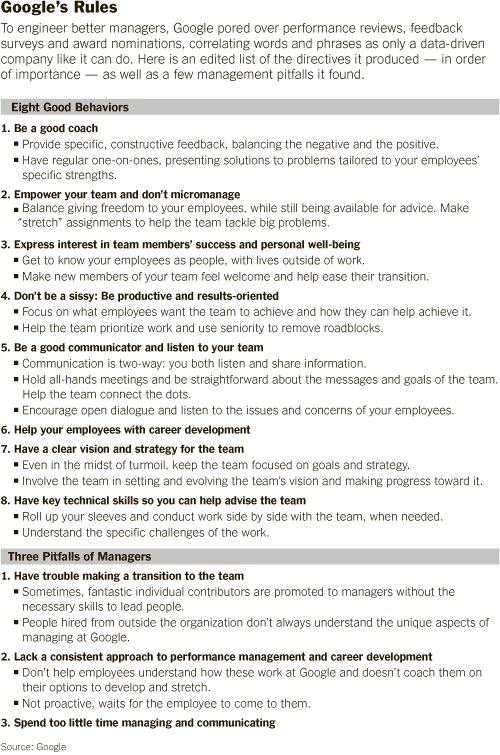 Google's Rules
To engineer better managers, Google pored over performance reviews, feedback
surveys and award nominations, correlating words and phrases as only a data-driven
company like it can do. Here is an edited list of the directives it produced — in order
of importance — as well as a few management pitfalls it found.
Eight Good Behaviors
1. Be a good coach
▪ Provide specific, constructive feedback, balancing the negative and the positive.
▪ Have regular one-on-ones, presenting solutions to problems tailored to your employees'
specific strengths.
2. Empower your team and don't micromanage
▪ Balance giving freedom to your employees, while still being available for advice. Make
"stretch" assignments to help the team tackle big problems.
3. Express interest in team members' success and personal well-being
▪ Get to know your employees as people, with lives outside of work.
▪ Make new members of your team feel welcome and help ease their transition.
4. Don't be a sissy: Be productive and results-oriented
▪ Focus on what employees want the team to achieve and how they can help achieve it.
▪ Help the team prioritize work and use seniority to remove roadblocks.
5. Be a good communicator and listen to your team
▪ Communication is two-way: you both listen and share information.
▪ Hold all-hands meetings and be straightforward about the messages and goals of the team.
Help the team connect the dots.
▪ Encourage open dialogue and listen to the issues and concerns of your employees.
6. Help your employees with career development
7. Have a clear vision and strategy for the team
▪ Even in the midst of turmoil, keep the team focused on goals and strategy.
▪ Involve the team in setting and evolving the team's vision and making progress toward it.
8. Have key technical skills so you can help advise the team
▪ Roll up your sleeves and conduct work side by side with the team, when needed.
▪ Understand the specific challenges of the work.
Three Pitfalls of Managers
1. Have trouble making a transition to the team
▪ Sometimes, fantastic individual contributors are promoted to managers without the
necessary skills to lead people.
▪ People hired from outside the organization don't always understand the unique aspects of
managing at Google.
2. Lack a consistent approach to performance management and career development
▪ Don't help employees understand how these work at Google and doesn't coach them on
their options to develop and stretch.
▪ Not proactive, waits for the employee to come to them.
3. Spend too little time managing and communicating
Source: Google